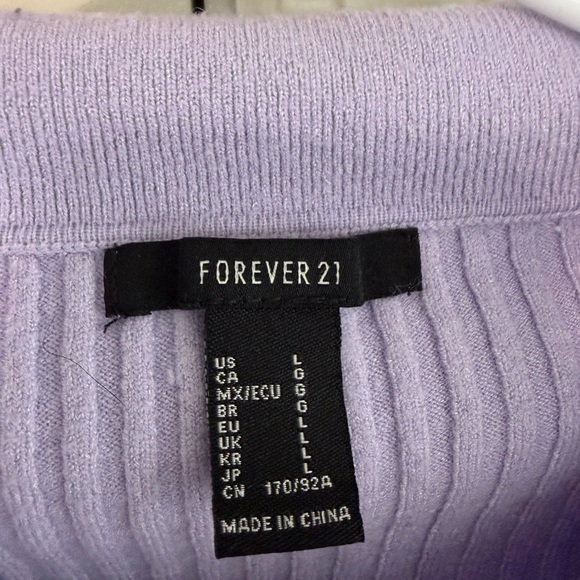 FOREVER 21
US L
CA G
MX/ECU G
BR G
EU L
UK L
KR L
JP L
CN 170/92A
MADE IN CHINA